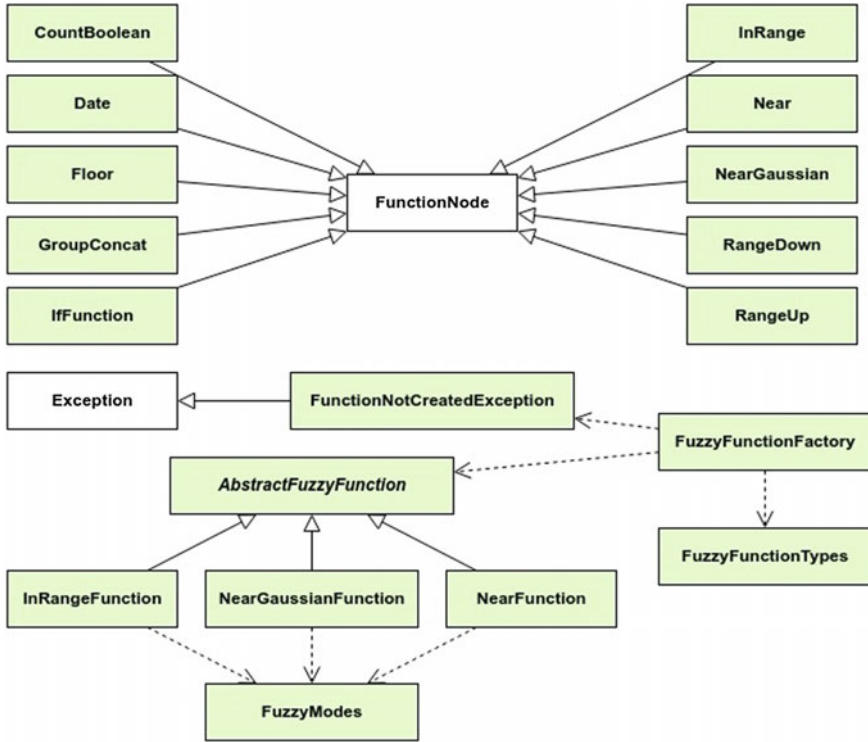 CountBoolean
InRange
Date
Near
Floor
FunctionNode
NearGaussian
GroupConcat
RangeDown
IfFunction
RangeUp
Exception
FunctionNotCreatedException
FuzzyFunctionFactory
AbstractFuzzyFunction
FuzzyFunctionTypes
InRangeFunction
NearGaussianFunction
NearFunction
FuzzyModes